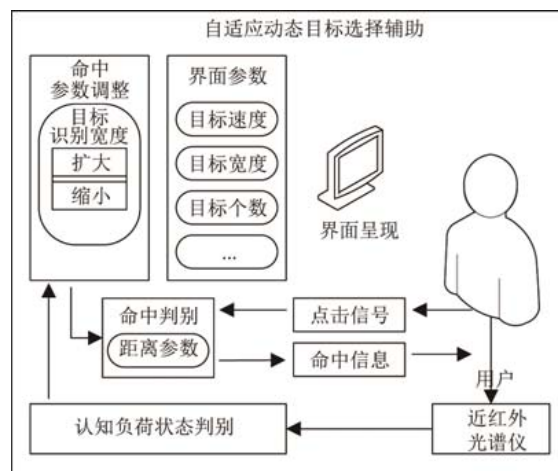 自适应动态目标选择辅助
命中
参数调整
目标
识别宽度
扩大
缩小
界面参数
目标速度
目标宽度
目标个数
...
界面呈现
命中判别
距离参数
点击信号
命中信息
用户
认知负荷状态判别
近红外
光谱仪